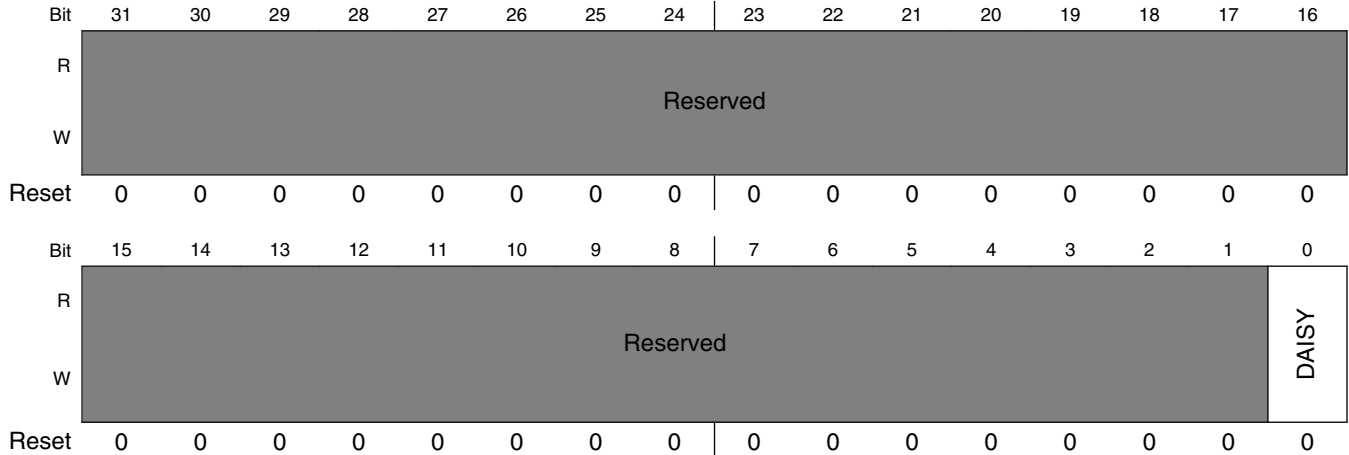 Bit 31 30 29 28 27 26 25 24 23 22 21 20 19 18 17 16
R
Reserved
W
Reset 0 0 0 0 0 0 0 0 0 0 0 0 0 0 0 0
Bit 15 14 13 12 11 10 9 8 7 6 5 4 3 2 1 0
R
Reserved
DAISY
W
Reset 0 0 0 0 0 0 0 0 0 0 0 0 0 0 0 0